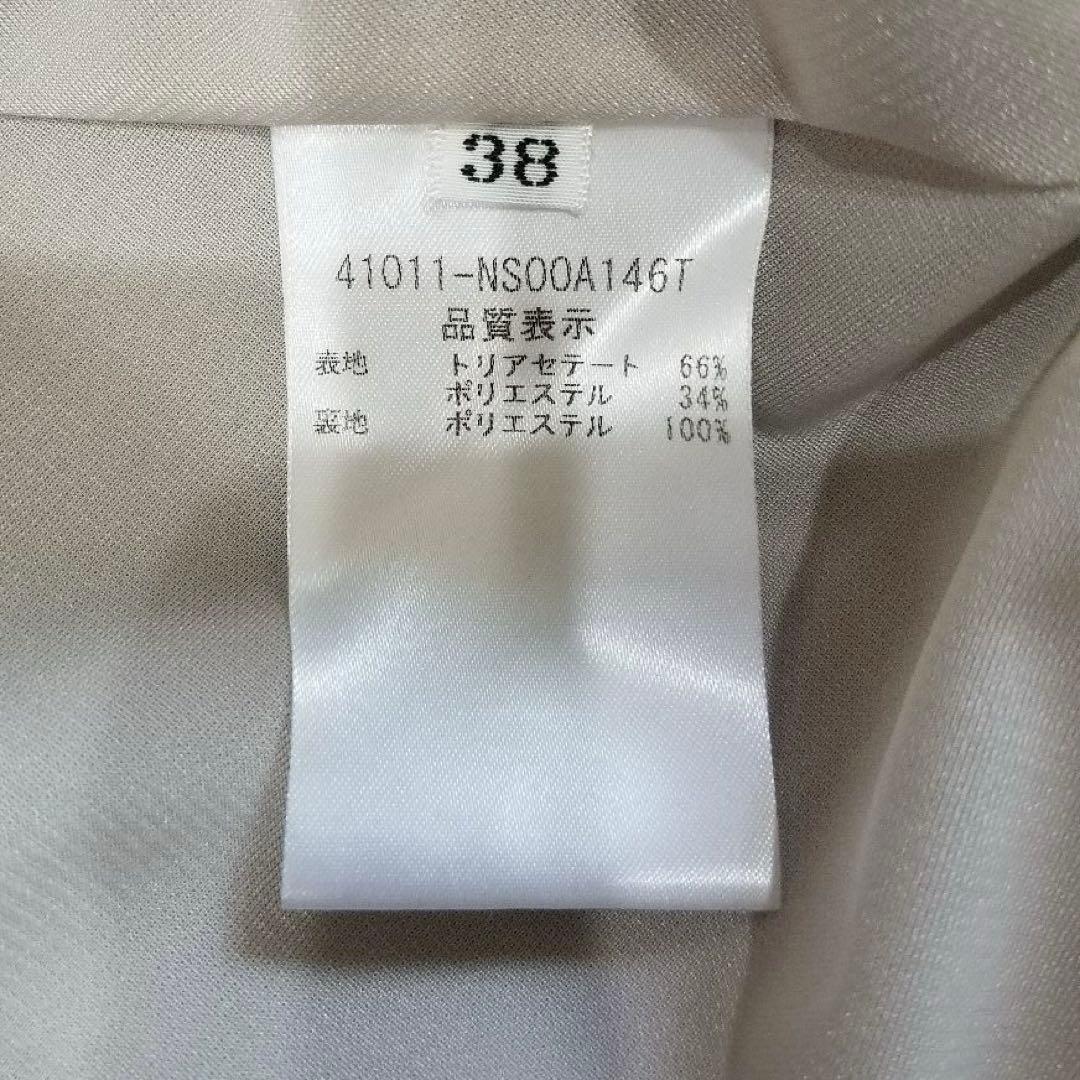 38
41011-NS00A146T
品質表示
表地 トリアセテート 66%
ポリエステル 34%
裏地 ポリエステル 100%